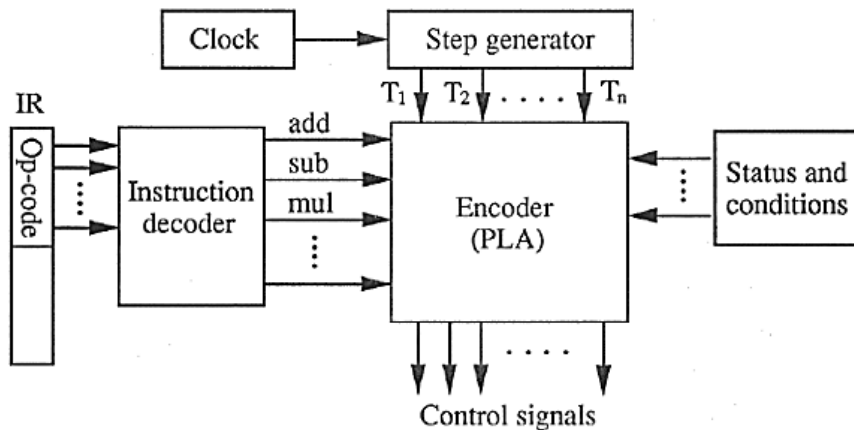 Clock
Step generator
T1 T2 . . . . Tn
IR
Op-code
Instruction
decoder
add
sub
mul
Encoder
(PLA)
Status and
conditions
Control signals